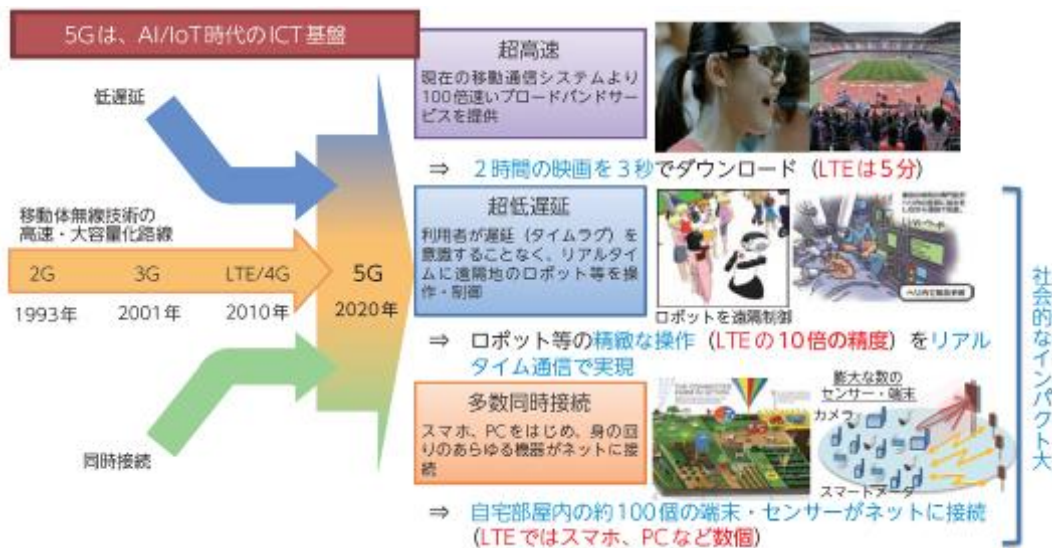 5Gは、AI/IoT時代のICT基盤
低遅延
移動体無線技術の
高速・大容量化路線
2G
3G
LTE/4G
5G
1993年
2001年
2010年
2020年
同時接続
超高速
現在の移動通信システムより
100倍速いブロードバンドサー
ビスを提供
⇒ 2時間の映画を3秒でダウンロード (LTEは5分)
超低遅延
利用者が遅延（タイムラグ）を
意識することなく、リアルタイ
ムに遠隔地のロボット等を操
作・制御
ロボットを遠隔制御
⇒ ロボット等の精緻な操作 (LTEの10倍の精度) をリアル
タイム通信で実現
多数同時接続
スマホ、PCをはじめ、身の回
りのあらゆる機器がネットに接
続
膨大な数の
センサー・端末
カメラ
スマートメータ
⇒ 自宅部屋内の約100個の端末・センサーがネットに接続
(LTEではスマホ、PCなど数個)
社会的なインパクト大